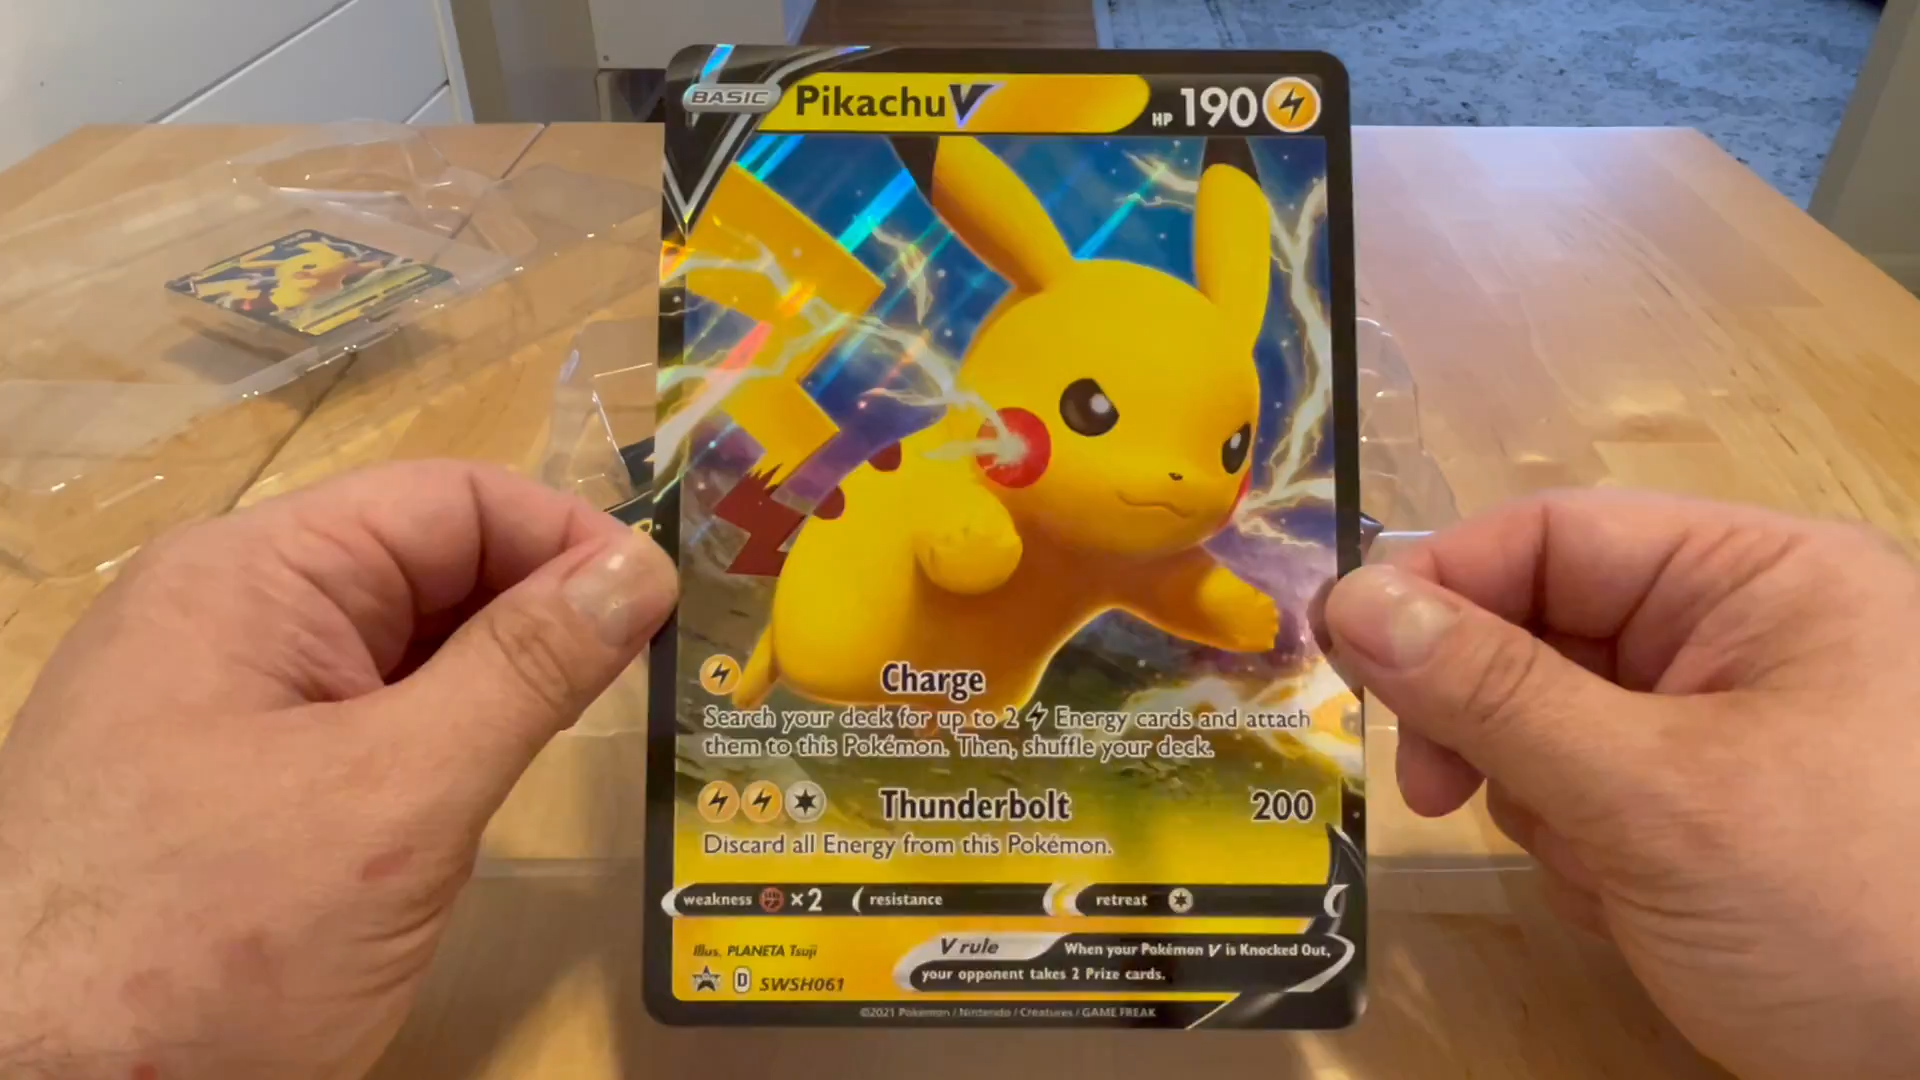 BASIC
Pikachu V
HP 190
Charge
Search your deck for up to 2 Energy cards and attach
them to this Pokémon. Then, shuffle your deck.
Thunderbolt 200
Discard all Energy from this Pokémon.
weakness ×2 resistance retreat
Illus. PLANETA Tsuji
V rule When your Pokémon V is Knocked Out,
your opponent takes 2 Prize cards.
D SWSH061
©2021 Pokémon / Nintendo / Creatures / GAME FREAK